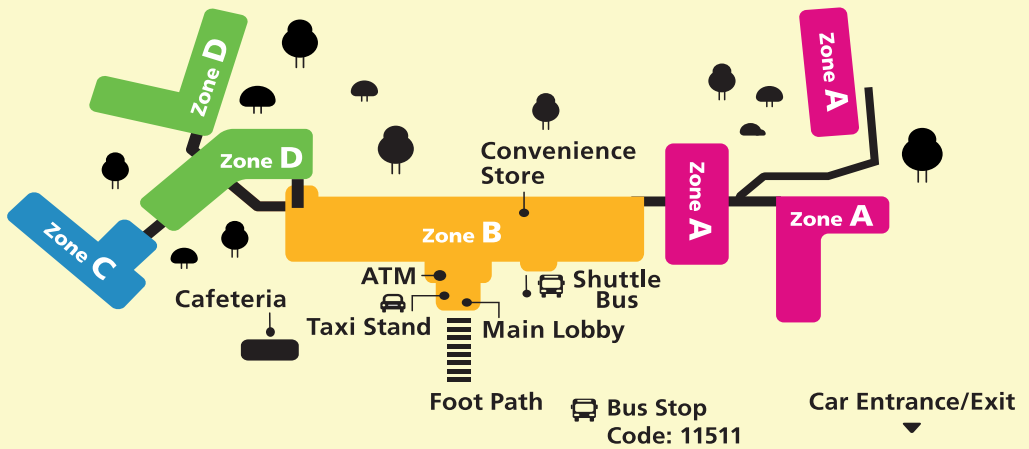 Zone D
Zone A
Convenience
Store
Zone D
Zone A
Zone A
Zone B
Zone C
ATM
Shuttle
Bus
Cafeteria
Taxi Stand
Main Lobby
Foot Path
Bus Stop
Code: 11511
Car Entrance/Exit